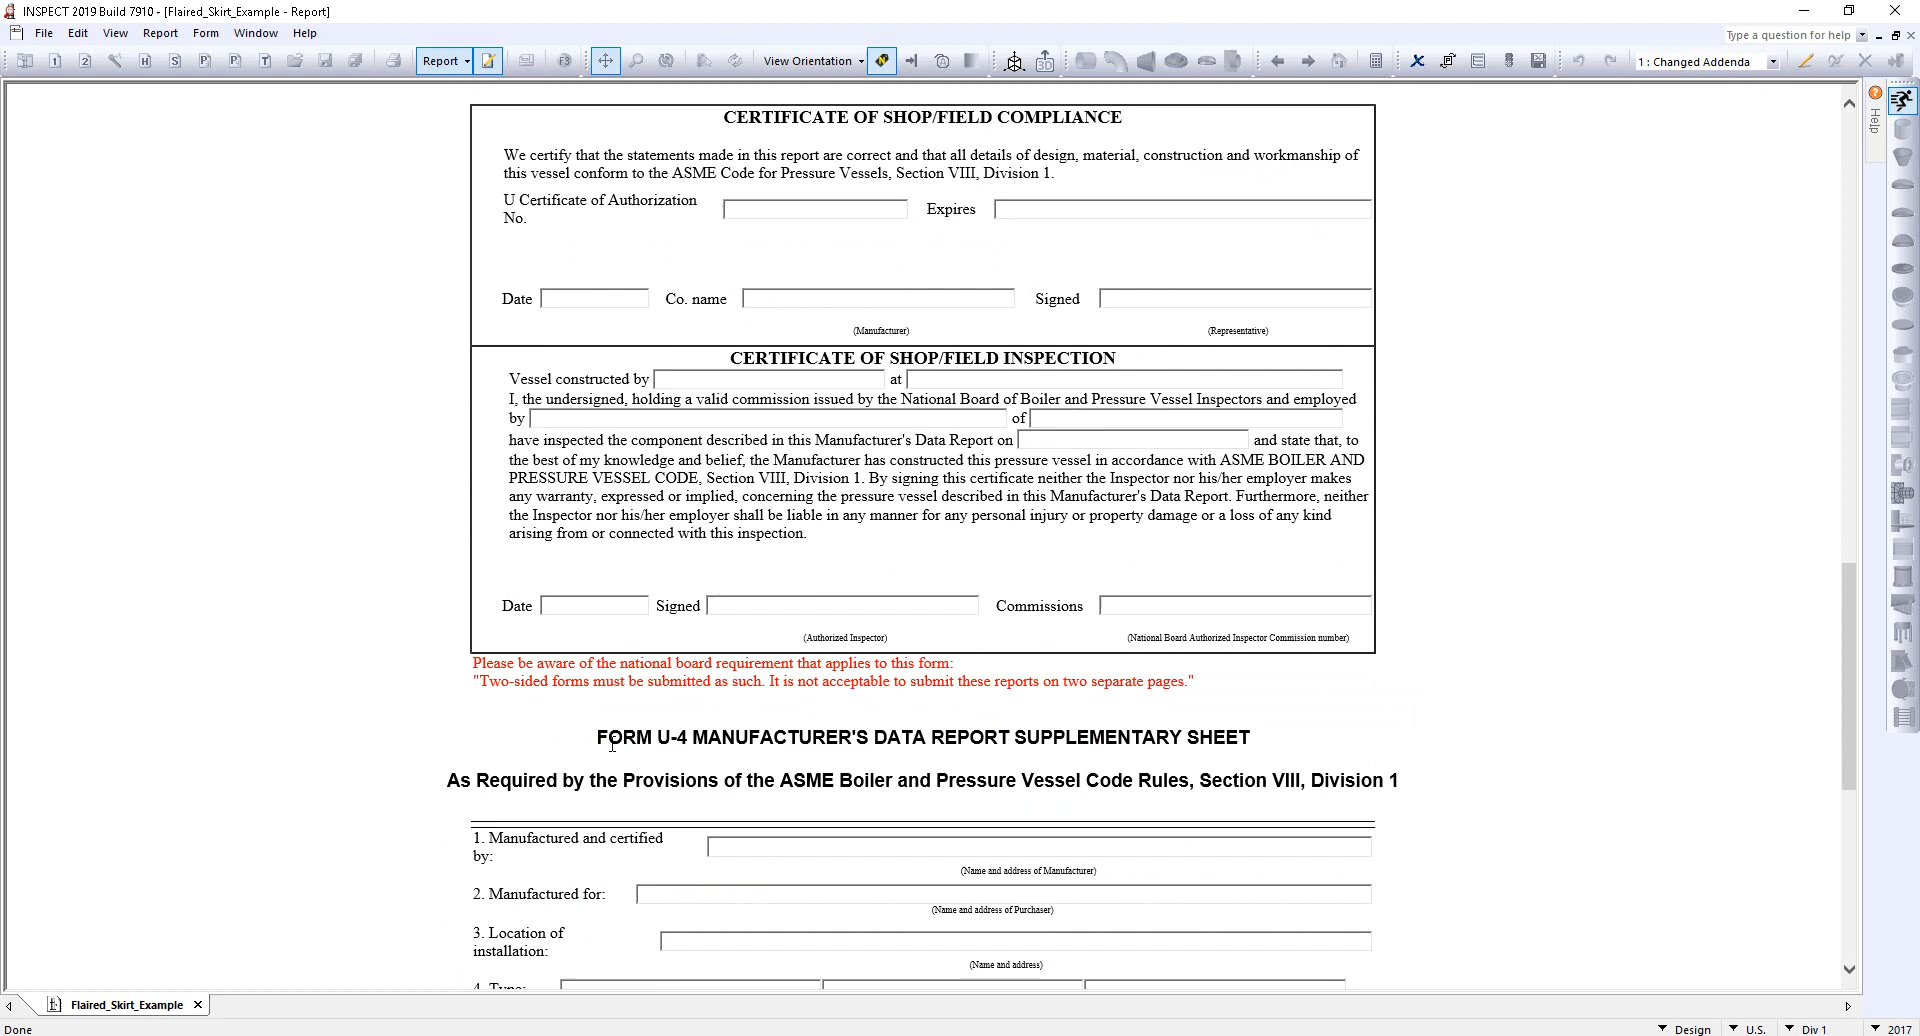 INSPECT 2019 Build 7910 - [Flaired_Skirt_Example - Report]
File Edit View Report Form Window Help
Type a question for help
Report
View Orientation
1 : Changed Addenda
Help
CERTIFICATE OF SHOP/FIELD COMPLIANCE
We certify that the statements made in this report are correct and that all details of design, material, construction and workmanship of
this vessel conform to the ASME Code for Pressure Vessels, Section VIII, Division 1.
U Certificate of Authorization
No.
Expires
Date Co. name Signed
(Manufacturer) (Representative)
CERTIFICATE OF SHOP/FIELD INSPECTION
Vessel constructed by at
I, the undersigned, holding a valid commission issued by the National Board of Boiler and Pressure Vessel Inspectors and employed
by of
have inspected the component described in this Manufacturer's Data Report on and state that, to
the best of my knowledge and belief, the Manufacturer has constructed this pressure vessel in accordance with ASME BOILER AND
PRESSURE VESSEL CODE, Section VIII, Division 1. By signing this certificate neither the Inspector nor his/her employer makes
any warranty, expressed or implied, concerning the pressure vessel described in this Manufacturer's Data Report. Furthermore, neither
the Inspector nor his/her employer shall be liable in any manner for any personal injury or property damage or a loss of any kind
arising from or connected with this inspection.
Date Signed Commissions
(Authorized Inspector) (National Board Authorized Inspector Commission number)
Please be aware of the national board requirement that applies to this form:
"Two-sided forms must be submitted as such. It is not acceptable to submit these reports on two separate pages."
FORM U-4 MANUFACTURER'S DATA REPORT SUPPLEMENTARY SHEET
As Required by the Provisions of the ASME Boiler and Pressure Vessel Code Rules, Section VIII, Division 1
1. Manufactured and certified
by:
(Name and address of Manufacturer)
2. Manufactured for:
(Name and address of Purchaser)
3. Location of
installation:
(Name and address)
4. Type:
Flaired_Skirt_Example
Done
Design U.S. Div 1 2017